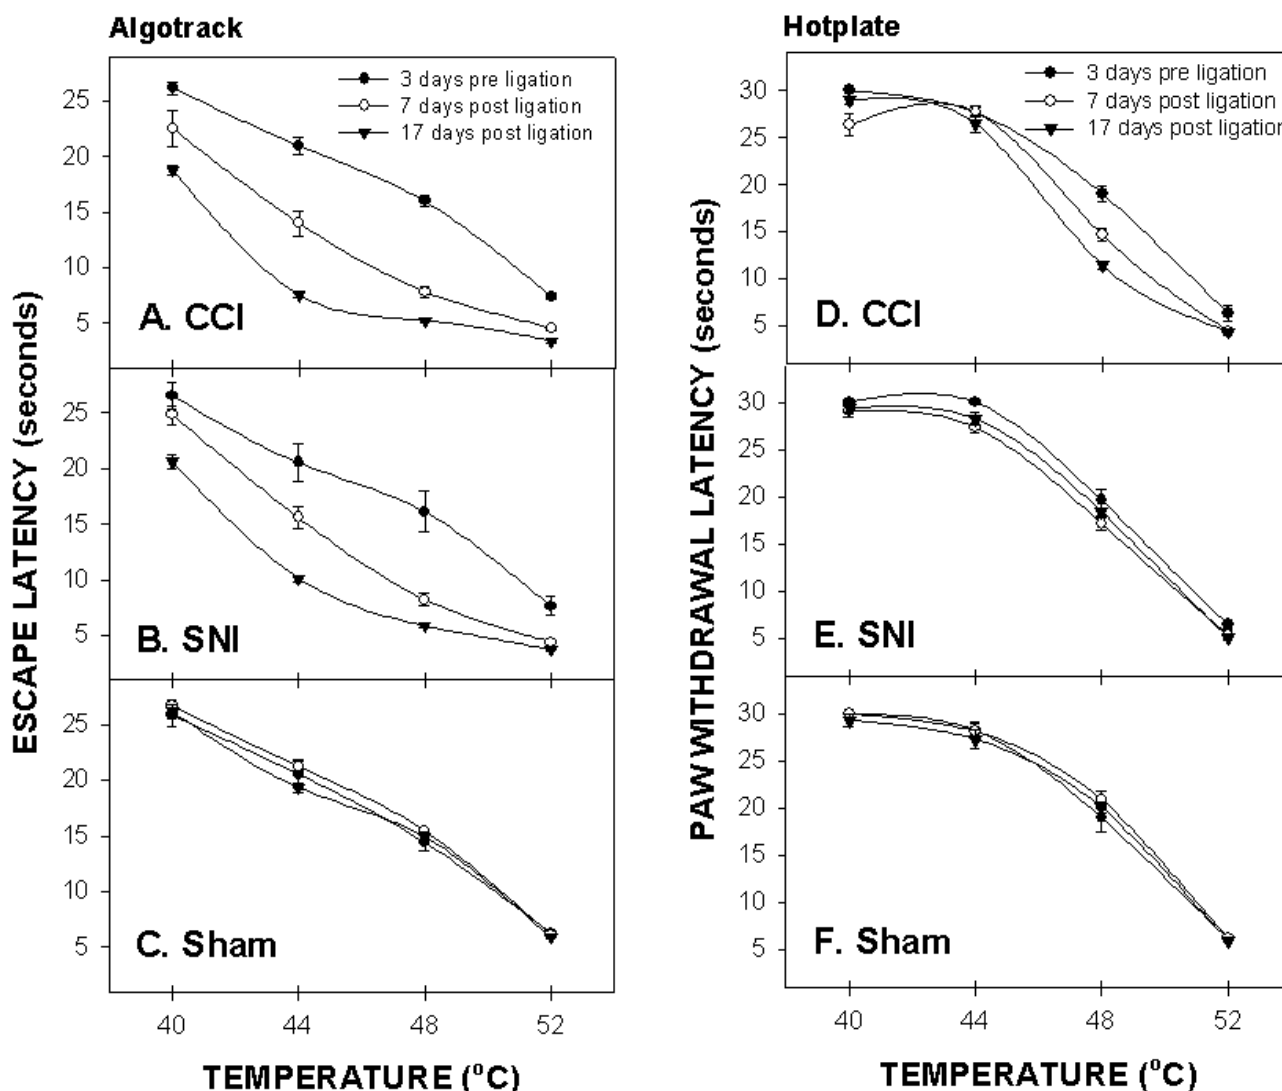 Algotrack
3 days pre ligation
7 days post ligation
17 days post ligation
25
20
15
10
5
A. CCI
25
20
15
10
5
B. SNI
25
20
15
10
5
C. Sham
40 44 48 52
TEMPERATURE (°C)
ESCAPE LATENCY (seconds)
Hotplate
3 days pre ligation
7 days post ligation
17 days post ligation
30
25
20
15
10
5
D. CCI
30
25
20
15
10
5
E. SNI
30
25
20
15
10
5
F. Sham
40 44 48 52
TEMPERATURE (°C)
PAW WITHDRAWAL LATENCY (seconds)